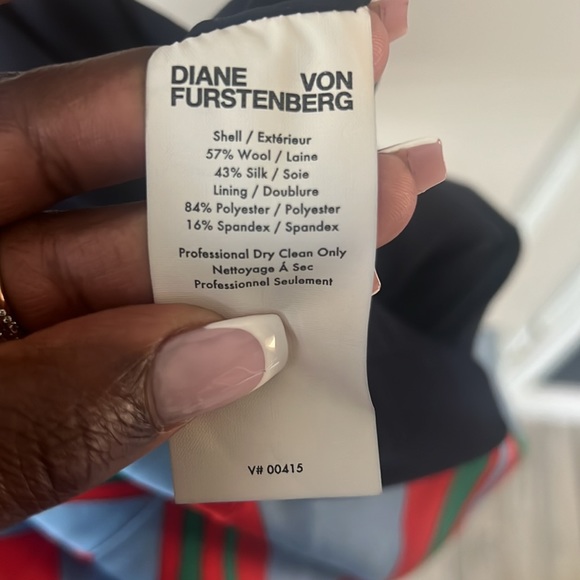 DIANE VON
FURSTENBERG
Shell / Extérieur
57% Wool / Laine
43% Silk / Soie
Lining / Doublure
84% Polyester / Polyester
16% Spandex / Spandex
Professional Dry Clean Only
Nettoyage Á Sec
Professionnel Seulement
V# 00415